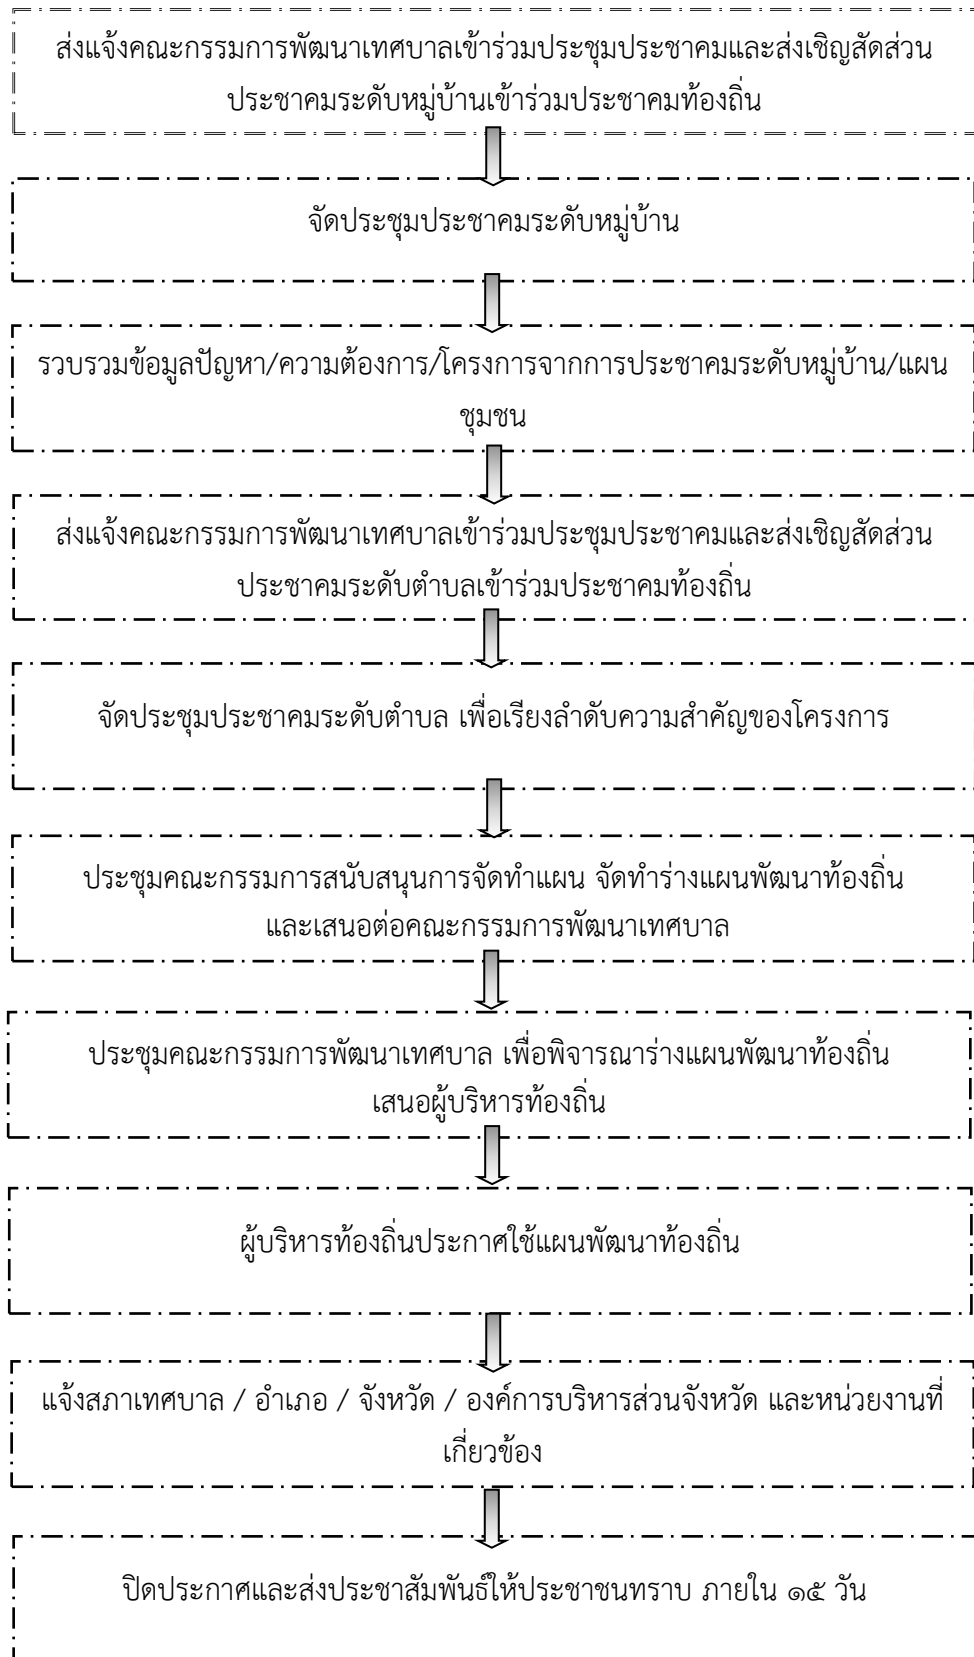 ส่งแจ้งคณะกรรมการพัฒนาเทศบาลเข้าร่วมประชุมประชาคมและส่งเชิญสัดส่วน
ประชาคมระดับหมู่บ้านเข้าร่วมประชาคมท้องถิ่น
จัดประชุมประชาคมระดับหมู่บ้าน
รวบรวมข้อมูลปัญหา/ความต้องการ/โครงการจากการประชาคมระดับหมู่บ้าน/แผน
ชุมชน
ส่งแจ้งคณะกรรมการพัฒนาเทศบาลเข้าร่วมประชุมประชาคมและส่งเชิญสัดส่วน
ประชาคมระดับตำบลเข้าร่วมประชาคมท้องถิ่น
จัดประชุมประชาคมระดับตำบล เพื่อเรียงลำดับความสำคัญของโครงการ
ประชุมคณะกรรมการสนับสนุนการจัดทำแผน จัดทำร่างแผนพัฒนาท้องถิ่น
และเสนอต่อคณะกรรมการพัฒนาเทศบาล
ประชุมคณะกรรมการพัฒนาเทศบาล เพื่อพิจารณาร่างแผนพัฒนาท้องถิ่น
เสนอผู้บริหารท้องถิ่น
ผู้บริหารท้องถิ่นประกาศใช้แผนพัฒนาท้องถิ่น
แจ้งสภาเทศบาล / อำเภอ / จังหวัด / องค์การบริหารส่วนจังหวัด และหน่วยงานที่
เกี่ยวข้อง
ปิดประกาศและส่งประชาสัมพันธ์ให้ประชาชนทราบ ภายใน ๑๕ วัน